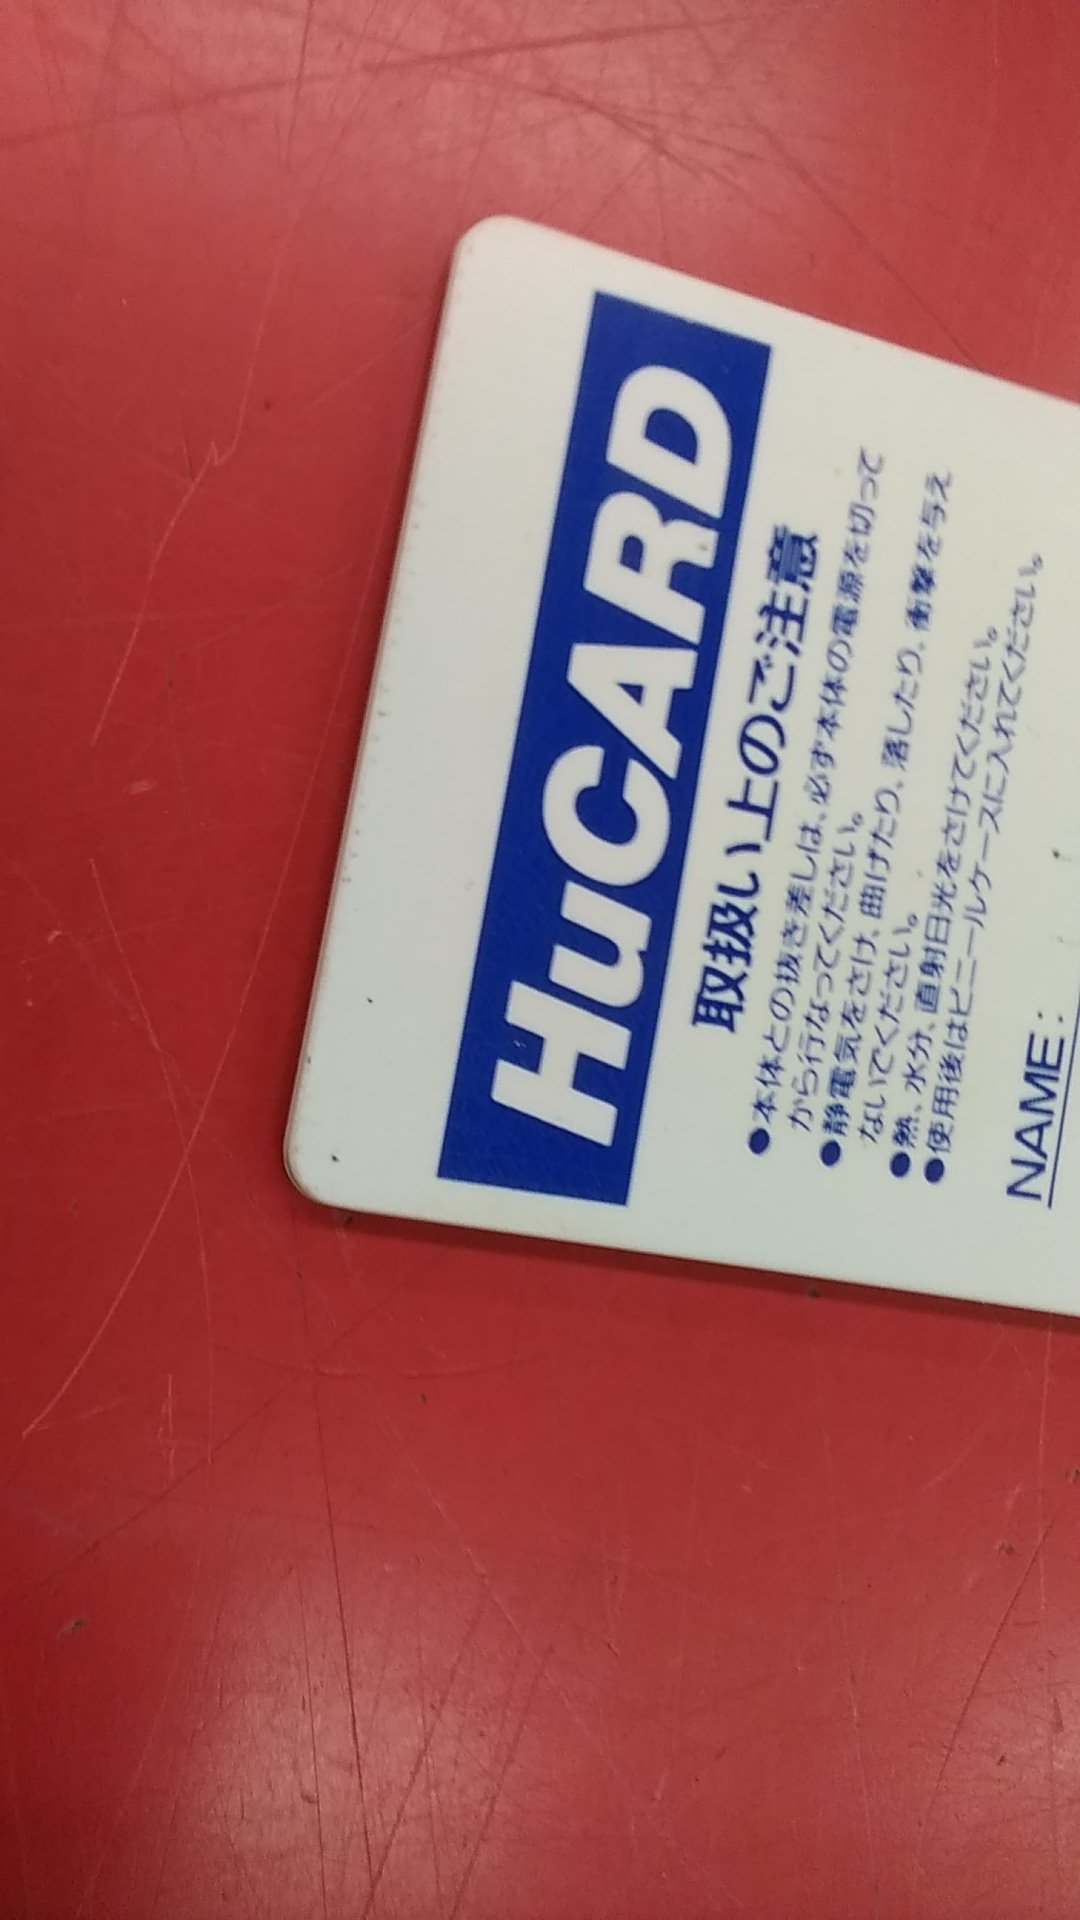 HuCARD
取扱い上のご注意
●本体との抜き差しは、必ず本体の電源を切って
から行なってください。
●静電気をさけ、曲げたり、落したり、衝撃を与え
ないでください。
●熱、水分、直射日光をさけてください。
●使用後はビニールケースに入れてください。
NAME: